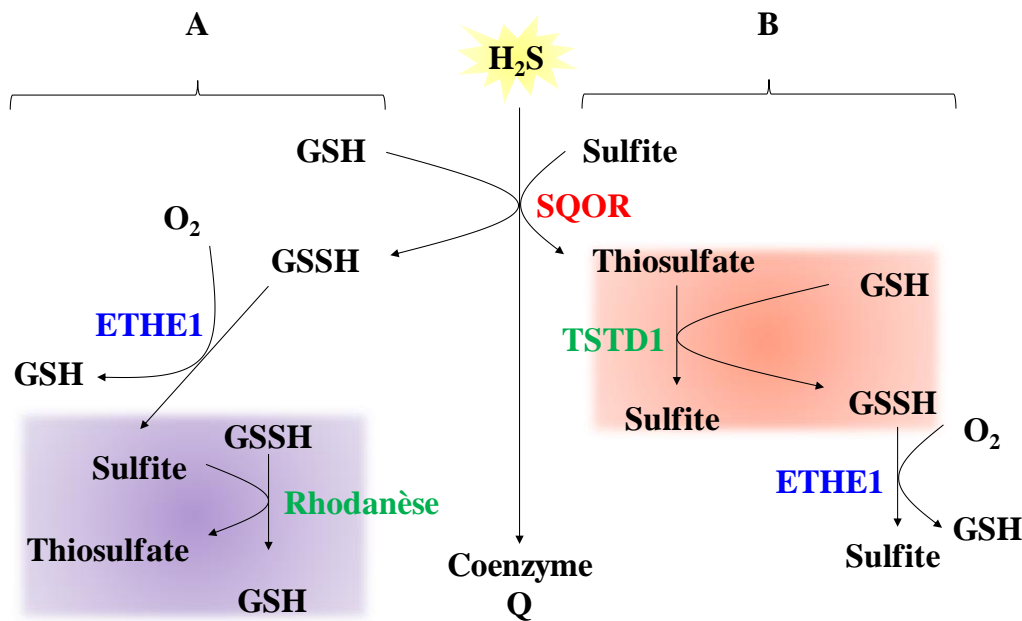 A
B
H₂S
GSH
Sulfite
SQOR
O₂
GSSH
Thiosulfate
GSH
ETHE1
TSTD1
GSH
Sulfite
GSSH
O₂
GSSH
Sulfite
ETHE1
Rhodanèse
GSH
Thiosulfate
Sulfite
Coenzyme
Q
GSH